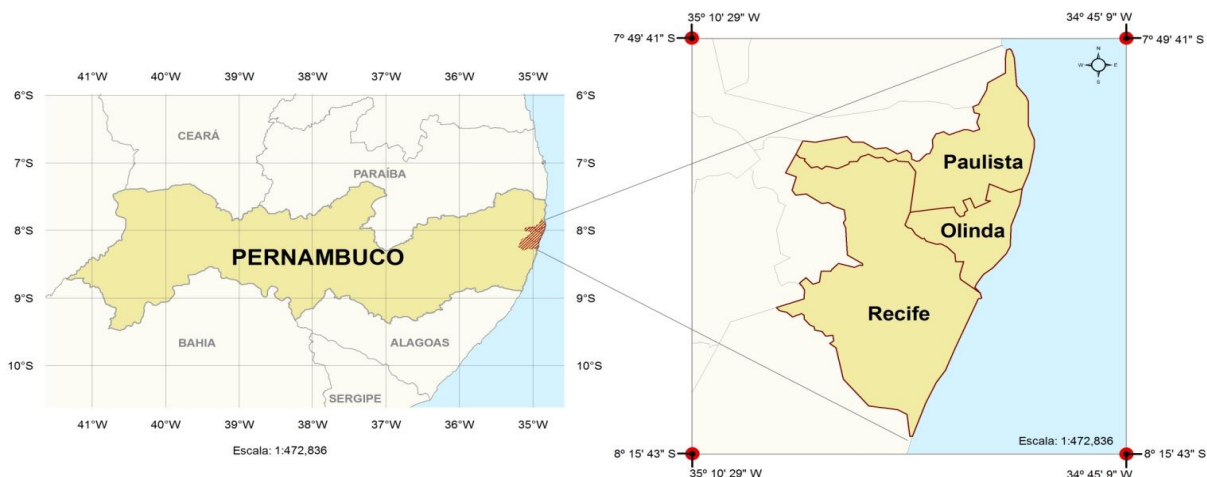 41°W 40°W 39°W 38°W 37°W 36°W 35°W
6°S 6°S
CEARÁ
7°S 7°S
PARAÍBA
8°S 8°S
PERNAMBUCO
9°S 9°S
BAHIA ALAGOAS
10°S 10°S
SERGIPE
41°W 40°W 39°W 38°W 37°W 36°W 35°W
Escala: 1:472,836
35º 10' 29" W 34º 45' 9" W
7º 49' 41" S 7º 49' 41" S
N
W E
S
Paulista
Olinda
Recife
Escala: 1:472,836
8º 15' 43" S 8º 15' 43" S
35º 10' 29" W 34º 45' 9" W